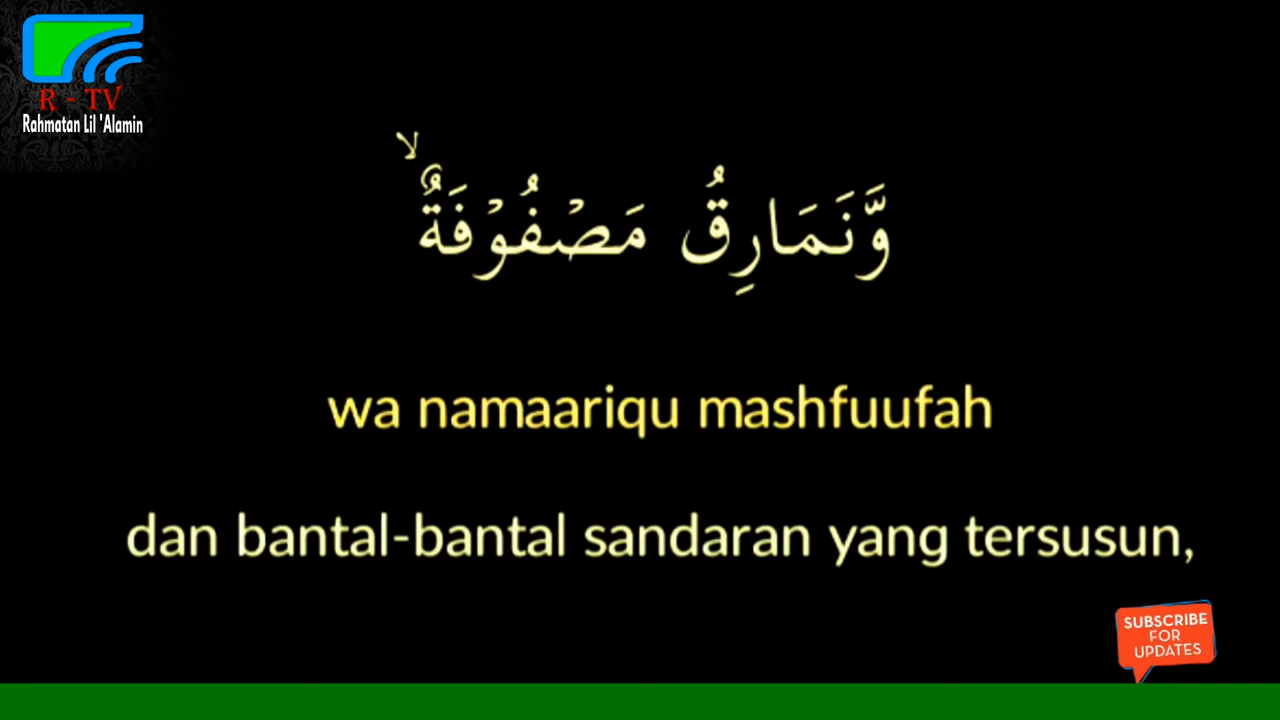 R - TV
Rahmatan Lil 'Alamin
وَّنَمَارِقُ مَصْفُوْفَةٌۙ
wa namaariqu mashfuufah
dan bantal-bantal sandaran yang tersusun,
SUBSCRIBE
FOR
UPDATES